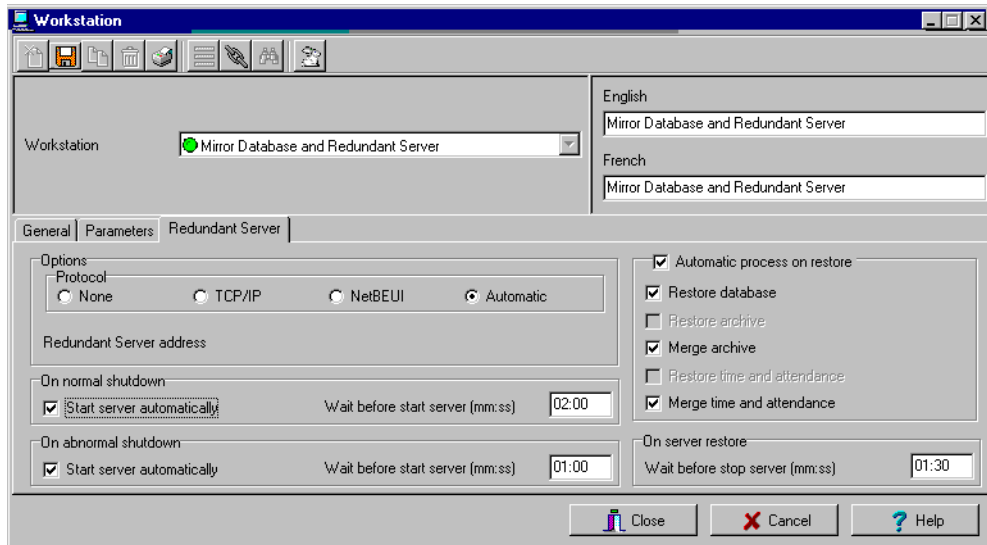 Workstation
English
Mirror Database and Redundant Server
Workstation
Mirror Database and Redundant Server
French
Mirror Database and Redundant Server
General Parameters Redundant Server
Options
Protocol
None TCP/IP NetBEUI Automatic
Redundant Server address
Automatic process on restore
Restore database
Restore archive
Merge archive
Restore time and attendance
Merge time and attendance
On normal shutdown
Start server automatically Wait before start server (mm:ss) 02:00
On abnormal shutdown
Start server automatically Wait before start server (mm:ss) 01:00
On server restore
Wait before stop server (mm:ss) 01:30
Close Cancel Help